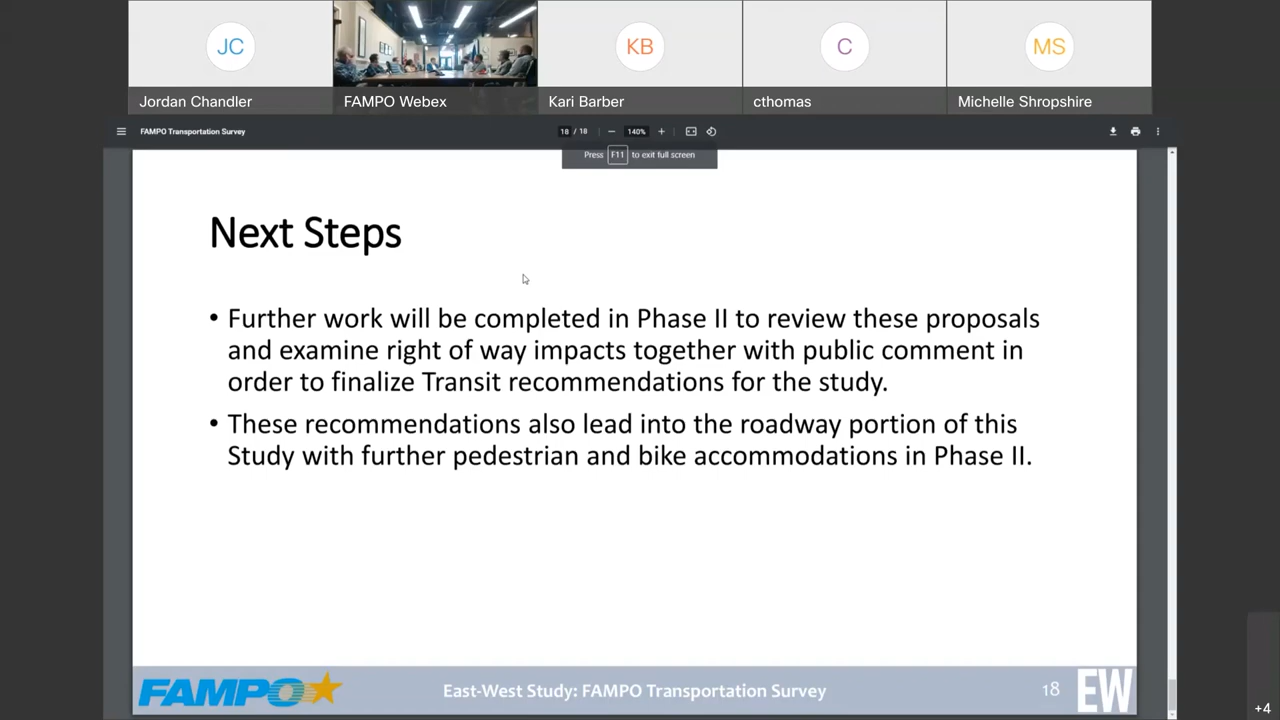 JC
KB
C
MS
Jordan Chandler
FAMPO Webex
Kari Barber
cthomas
Michelle Shropshire
FAMPO Transportation Survey
18 / 18
140%
Press F11 to exit full screen
Next Steps
• Further work will be completed in Phase II to review these proposals
and examine right of way impacts together with public comment in
order to finalize Transit recommendations for the study.
• These recommendations also lead into the roadway portion of this
Study with further pedestrian and bike accommodations in Phase II.
FAMPO
East-West Study: FAMPO Transportation Survey
18
EW
+4